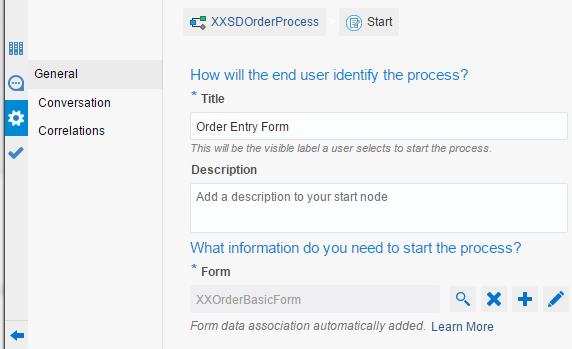 XXSDOrderProcess Start
General
Conversation
Correlations
How will the end user identify the process?
* Title
Order Entry Form
This will be the visible label a user selects to start the process.
Description
Add a description to your start node
What information do you need to start the process?
* Form
XXOrderBasicForm
Form data association automatically added. Learn More